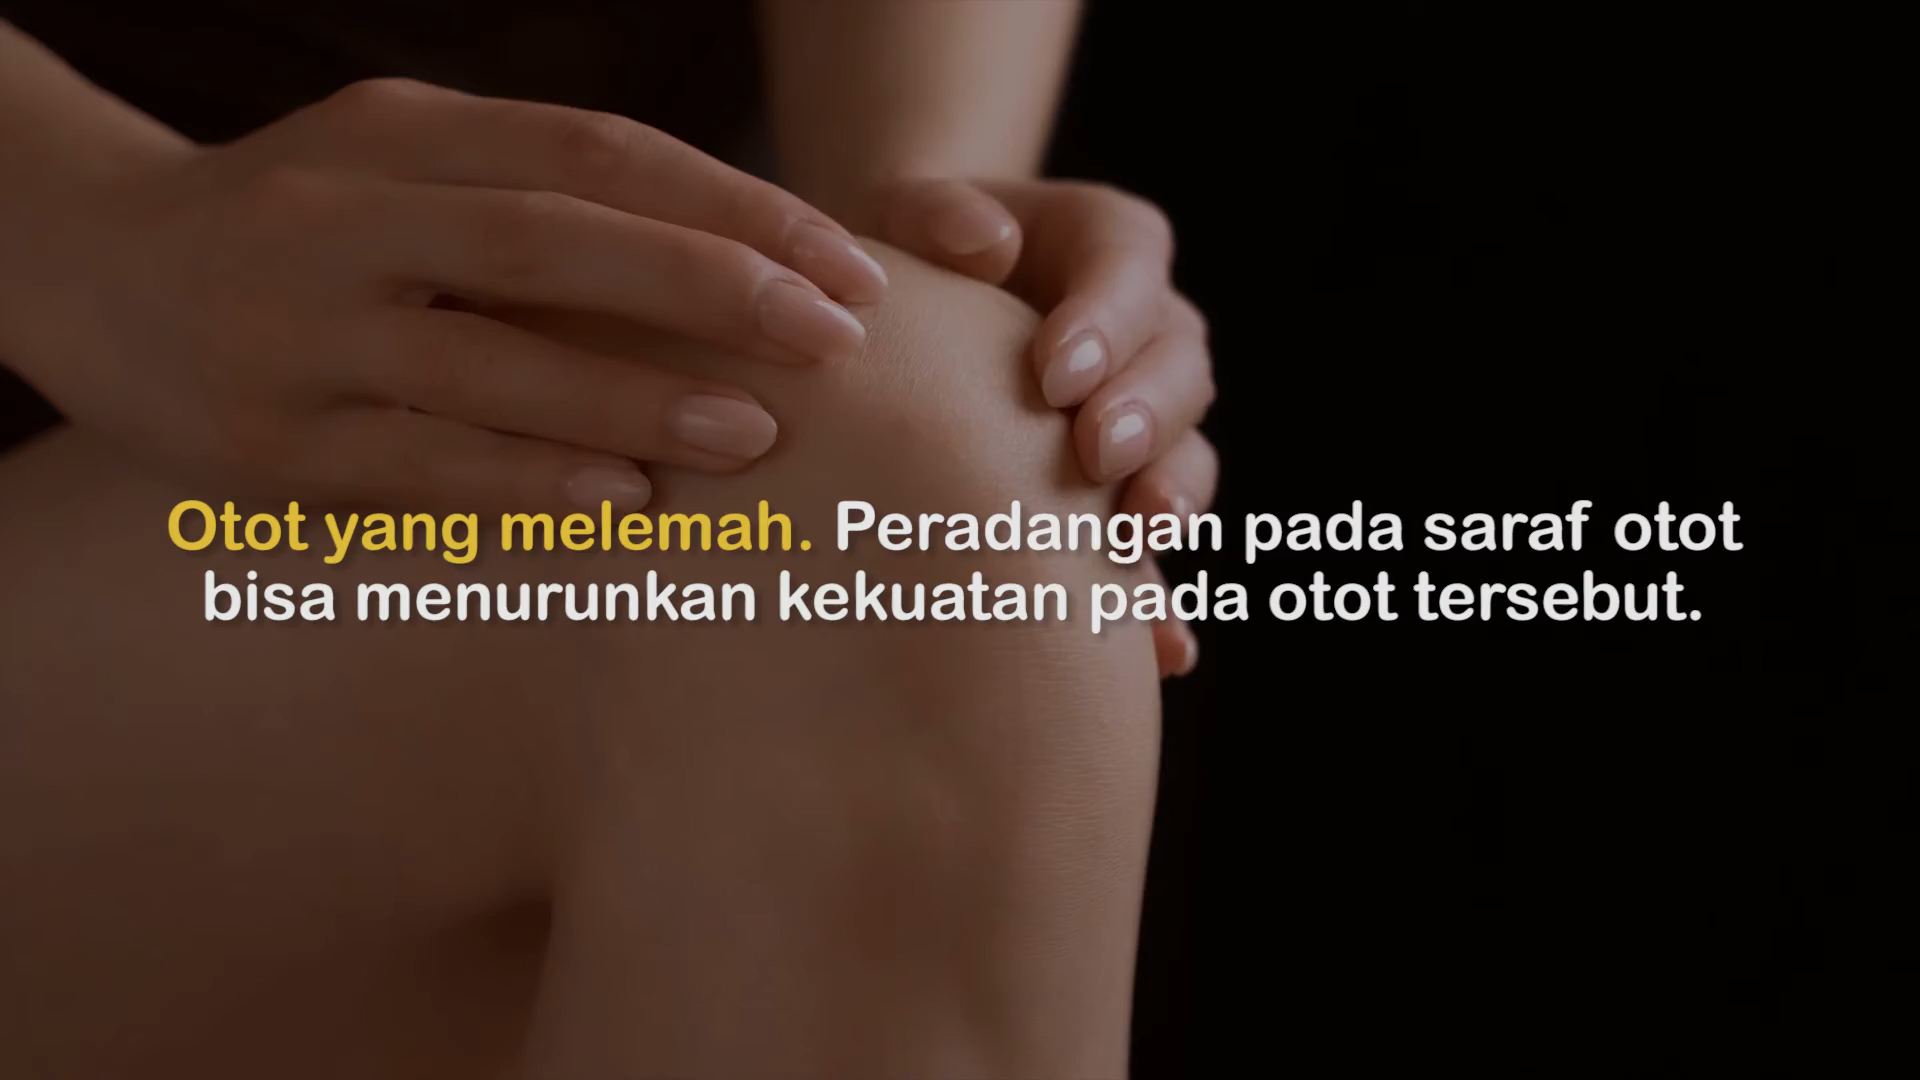 Otot yang melemah. Peradangan pada saraf otot
bisa menurunkan kekuatan pada otot tersebut.